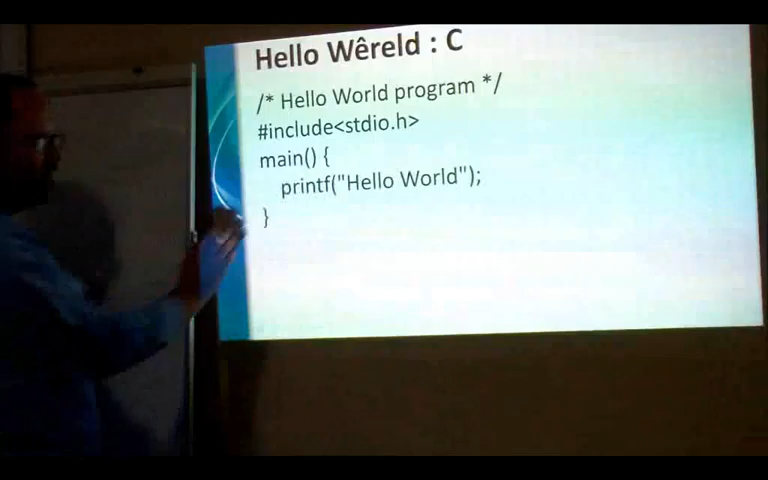 Hello Wêreld : C
/* Hello World program */
#include<stdio.h>
main() {
printf("Hello World");
}